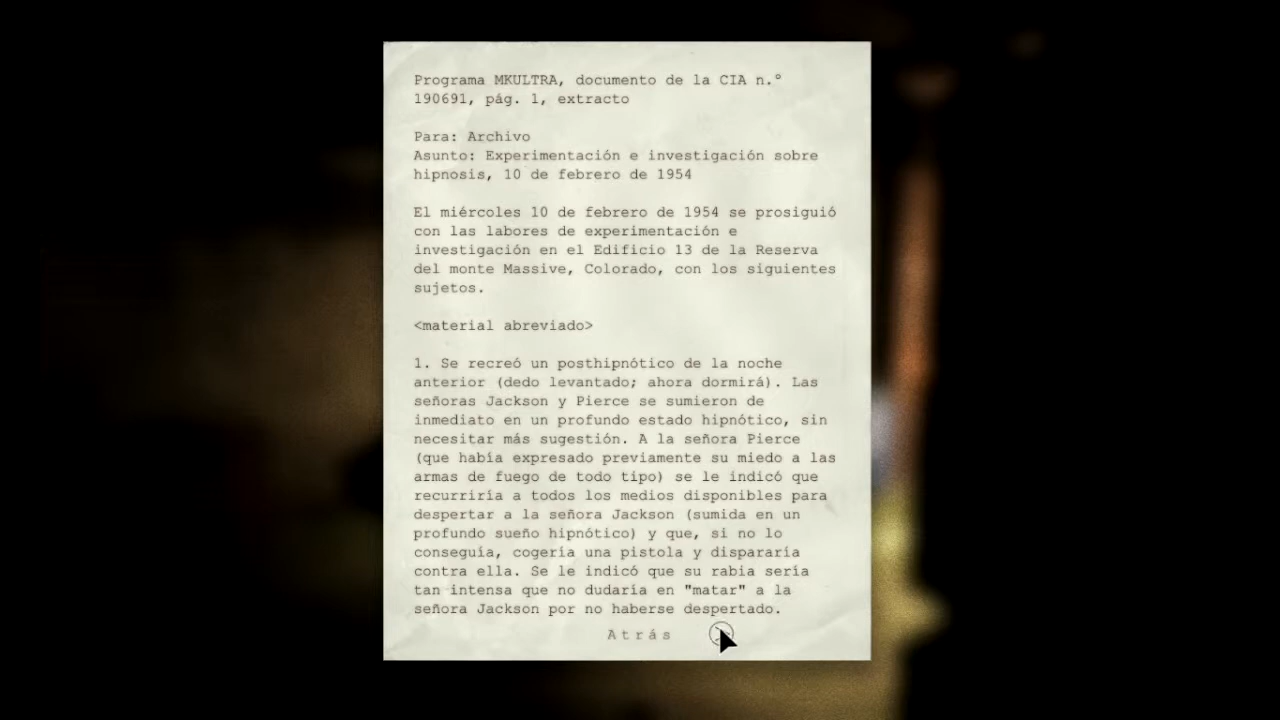 Programa MKULTRA, documento de la CIA n.º
190691, pág. 1, extracto
Para: Archivo
Asunto: Experimentación e investigación sobre
hipnosis, 10 de febrero de 1954
El miércoles 10 de febrero de 1954 se prosiguió
con las labores de experimentación e
investigación en el Edificio 13 de la Reserva
del monte Massive, Colorado, con los siguientes
sujetos.
<material abreviado>
1. Se recreó un posthipnótico de la noche
anterior (dedo levantado; ahora dormirá). Las
señoras Jackson y Pierce se sumieron de
inmediato en un profundo estado hipnótico, sin
necesitar más sugestión. A la señora Pierce
(que había expresado previamente su miedo a las
armas de fuego de todo tipo) se le indicó que
recurriría a todos los medios disponibles para
despertar a la señora Jackson (sumida en un
profundo sueño hipnótico) y que, si no lo
conseguía, cogería una pistola y dispararía
contra ella. Se le indicó que su rabia sería
tan intensa que no dudaría en "matar" a la
señora Jackson por no haberse despertado.
Atrás